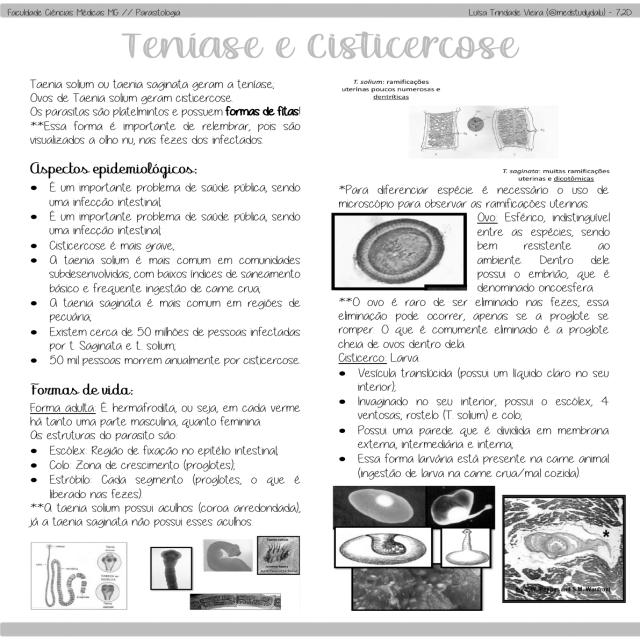 Faculdade Ciências Médicas MG // Parasitologia
Luísa Trindade Vieira (@medstudydalu) - 72D
Teníase e Cisticercose
Taenia solium ou taenia saginata geram a teníase;
Ovos de Taenia solium geram cisticercose.
Os parasitas são platelmintos e possuem formas de fitas!
**Essa forma é importante de relembrar, pois são
visualizados a olho nu, nas fezes dos infectados.
Aspectos epidemiológicos:
• É um importante problema de saúde pública, sendo
uma infecção intestinal;
• É um importante problema de saúde pública, sendo
uma infecção intestinal;
• Cisticercose é mais grave;
• A taenia solium é mais comum em comunidades
subdesenvolvidas, com baixos índices de saneamento
básico e frequente ingestão de carne crua;
• A taenia saginata é mais comum em regiões de
pecuária;
• Existem cerca de 50 milhões de pessoas infectadas
por t. Saginata e t. solium;
• 50 mil pessoas morrem anualmente por cisticercose.
Formas de vida:
Forma adulta: É hermafrodita, ou seja, em cada verme
há tanto uma parte masculina, quanto feminina.
As estruturas do parasito são:
• Escólex: Região de fixação no epitélio intestinal;
• Colo: Zona de crescimento (proglotes);
• Estróbilo: Cada segmento (proglotes, o que é
liberado nas fezes).
**A taenia solium possui acúlhos (coroa arredondada),
já a taenia saginata não possui esses acúlhos.
T. solium: ramificações
uterinas pouco numerosas e
dentríticas
T. saginata: muitas ramificações
uterinas e dicotômicas
*Para diferenciar espécie é necessário o uso de
microscópio para observar as ramificações uterinas.
Ovo: Esférico, indistinguível
entre as espécies, sendo
bem resistente ao
ambiente. Dentro dele
possui o embrião, que é
denominado oncoesfera.
**O ovo é raro de ser eliminado nas fezes, essa
eliminação pode ocorrer, apenas se a proglote se
romper. O que é comumente eliminado é a proglote
cheia de ovos dentro dela.
Cisticerco: Larva.
• Vesícula translúcida (possui um líquido claro no seu
interior);
• Invaginado no seu interior, possui o escólex, 4
ventosas, rostelo (T. solium) e colo;
• Possui uma parede que é dividida em membrana
externa, intermediária e interna;
• Essa forma larvária está presente na carne animal
(ingestão de larva na carne crua/mal cozida).